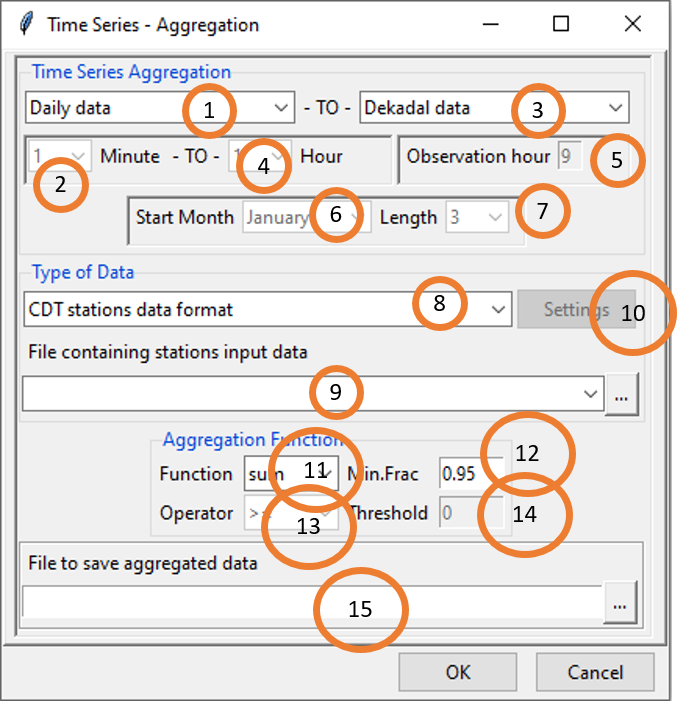 Time Series - Aggregation
Time Series Aggregation
Daily data 1 - TO - Dekadal data 3
1 Minute - TO - 1 Hour Observation hour 9 5
2 4
Start Month January 6 Length 3 7
Type of Data
CDT stations data format 8 Settings 10
File containing stations input data
9 ...
Aggregation Function
Function sum 11 Min.Frac 0.95 12
Operator >= 13 Threshold 0 14
File to save aggregated data
15 ...
OK Cancel